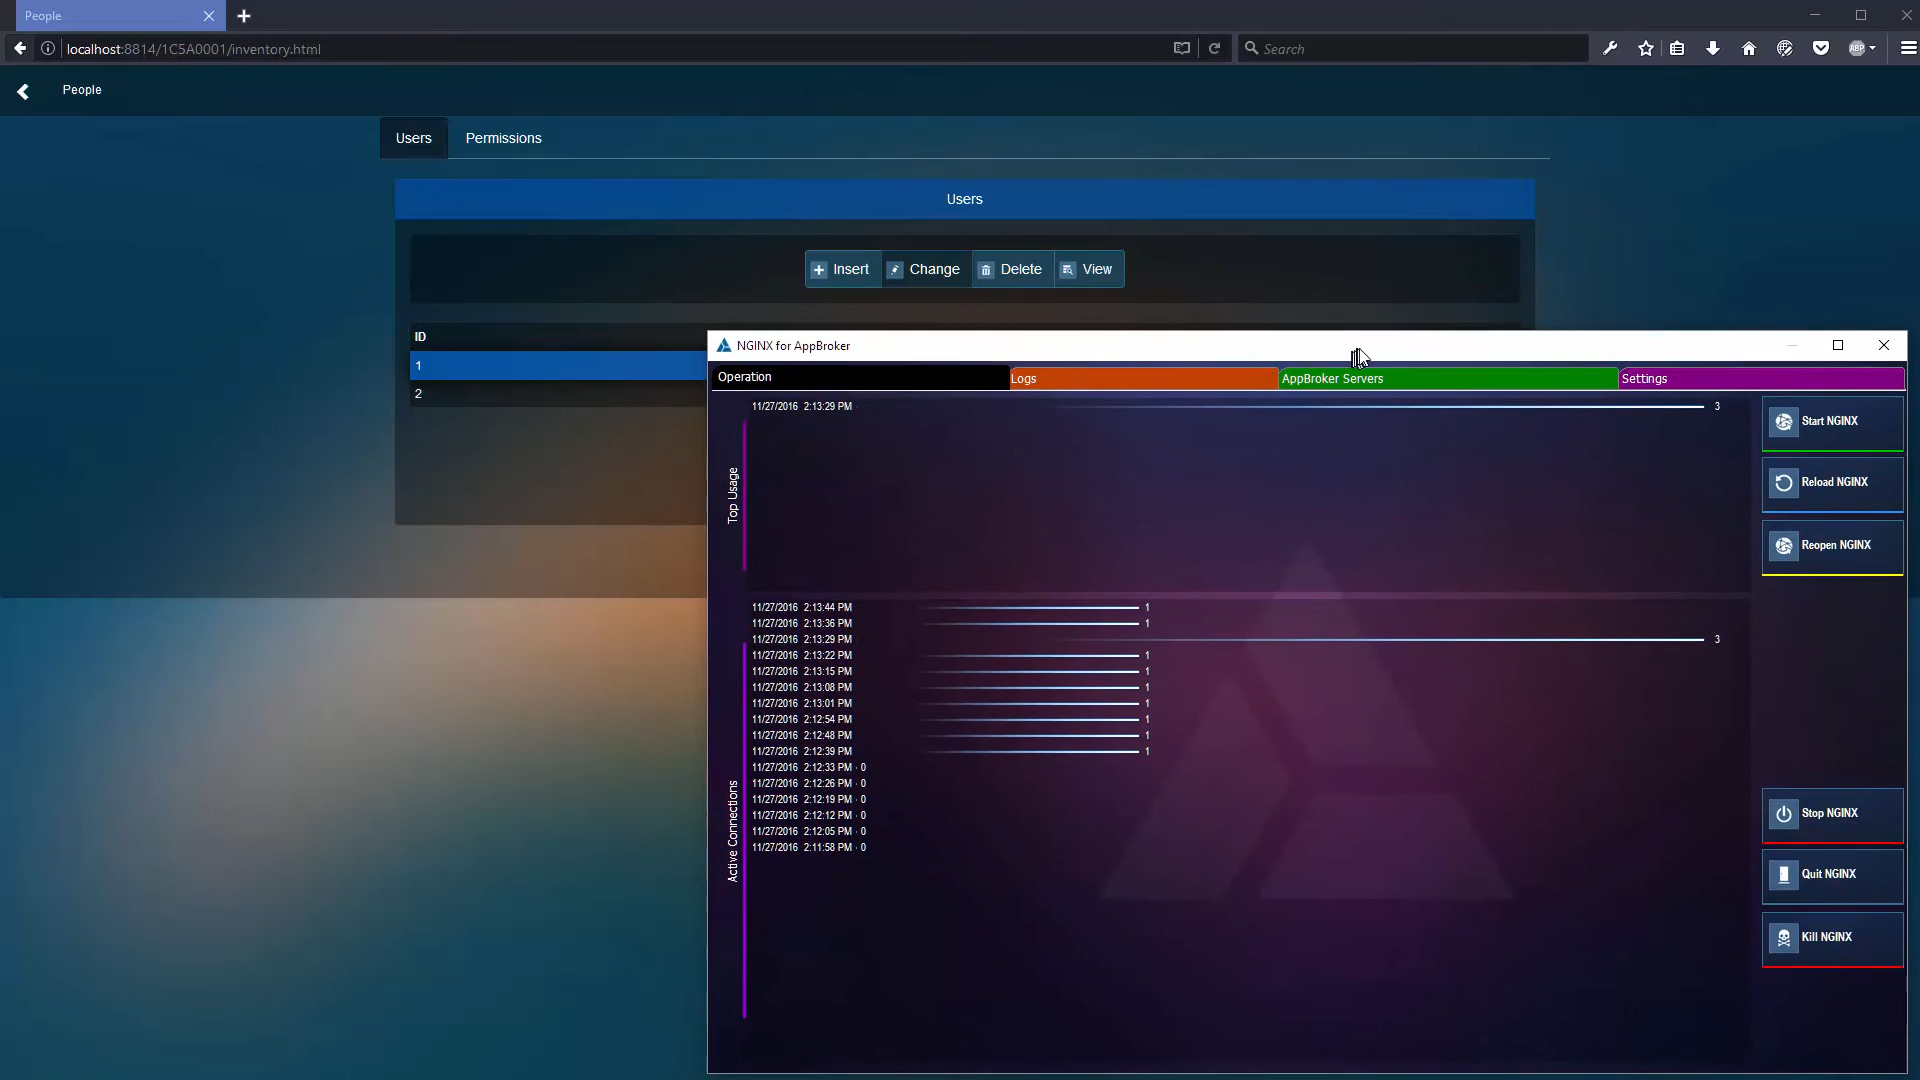 People
localhost:8814/1C5A0001/inventory.html
Search
ABP
People
Users
Permissions
Users
Insert
Change
Delete
View
ID
1
2
NGINX for AppBroker
Operation
Logs
AppBroker Servers
Settings
Top Usage
11/27/2016 2:13:29 PM 3
Active Connections
11/27/2016 2:13:44 PM 1
11/27/2016 2:13:36 PM 1
11/27/2016 2:13:29 PM 3
11/27/2016 2:13:22 PM 1
11/27/2016 2:13:15 PM 1
11/27/2016 2:13:08 PM 1
11/27/2016 2:13:01 PM 1
11/27/2016 2:12:54 PM 1
11/27/2016 2:12:48 PM 1
11/27/2016 2:12:39 PM 1
11/27/2016 2:12:33 PM 0
11/27/2016 2:12:26 PM 0
11/27/2016 2:12:19 PM 0
11/27/2016 2:12:12 PM 0
11/27/2016 2:12:05 PM 0
11/27/2016 2:11:58 PM 0
Start NGINX
Reload NGINX
Reopen NGINX
Stop NGINX
Quit NGINX
Kill NGINX